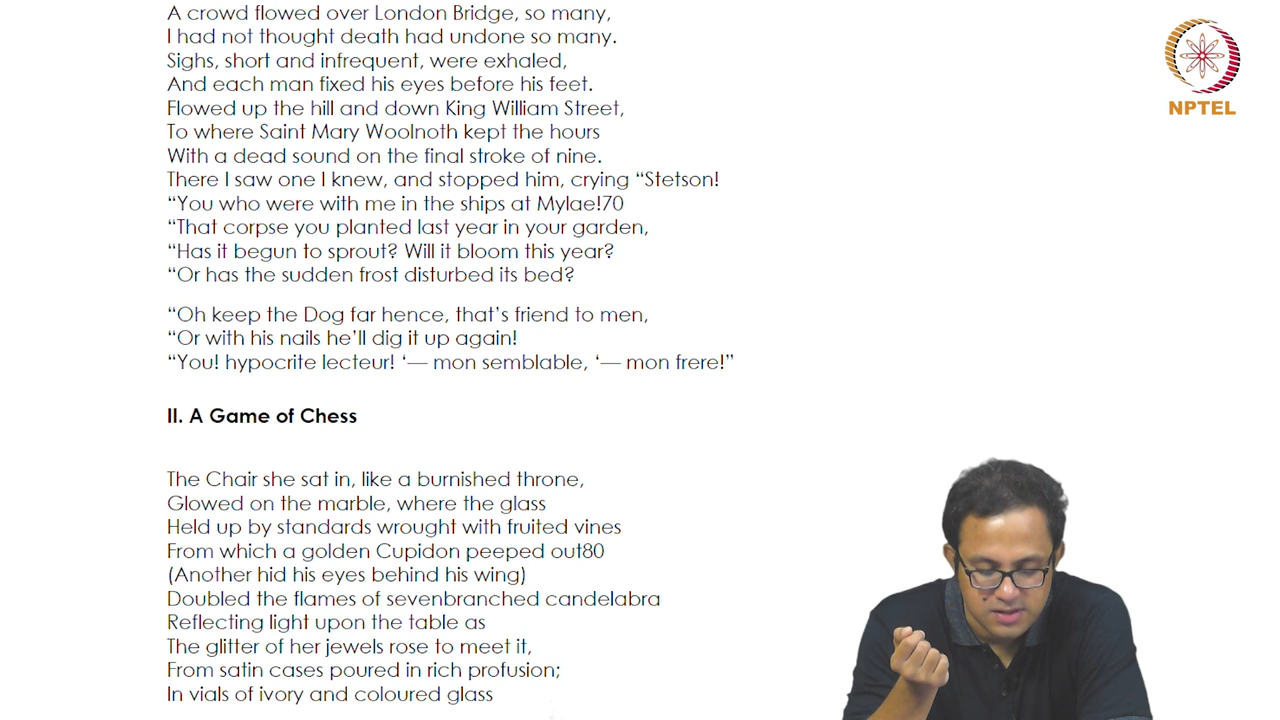 A crowd flowed over London Bridge, so many,
I had not thought death had undone so many.
Sighs, short and infrequent, were exhaled,
And each man fixed his eyes before his feet.
Flowed up the hill and down King William Street,
To where Saint Mary Woolnoth kept the hours
With a dead sound on the final stroke of nine.
There I saw one I knew, and stopped him, crying “Stetson!
“You who were with me in the ships at Mylae!70
“That corpse you planted last year in your garden,
“Has it begun to sprout? Will it bloom this year?
“Or has the sudden frost disturbed its bed?
“Oh keep the Dog far hence, that’s friend to men,
“Or with his nails he’ll dig it up again!
“You! hypocrite lecteur! ‘— mon semblable, ‘— mon frere!”
II. A Game of Chess
The Chair she sat in, like a burnished throne,
Glowed on the marble, where the glass
Held up by standards wrought with fruited vines
From which a golden Cupidon peeped out80
(Another hid his eyes behind his wing)
Doubled the flames of sevenbranched candelabra
Reflecting light upon the table as
The glitter of her jewels rose to meet it,
From satin cases poured in rich profusion;
In vials of ivory and coloured glass
NPTEL